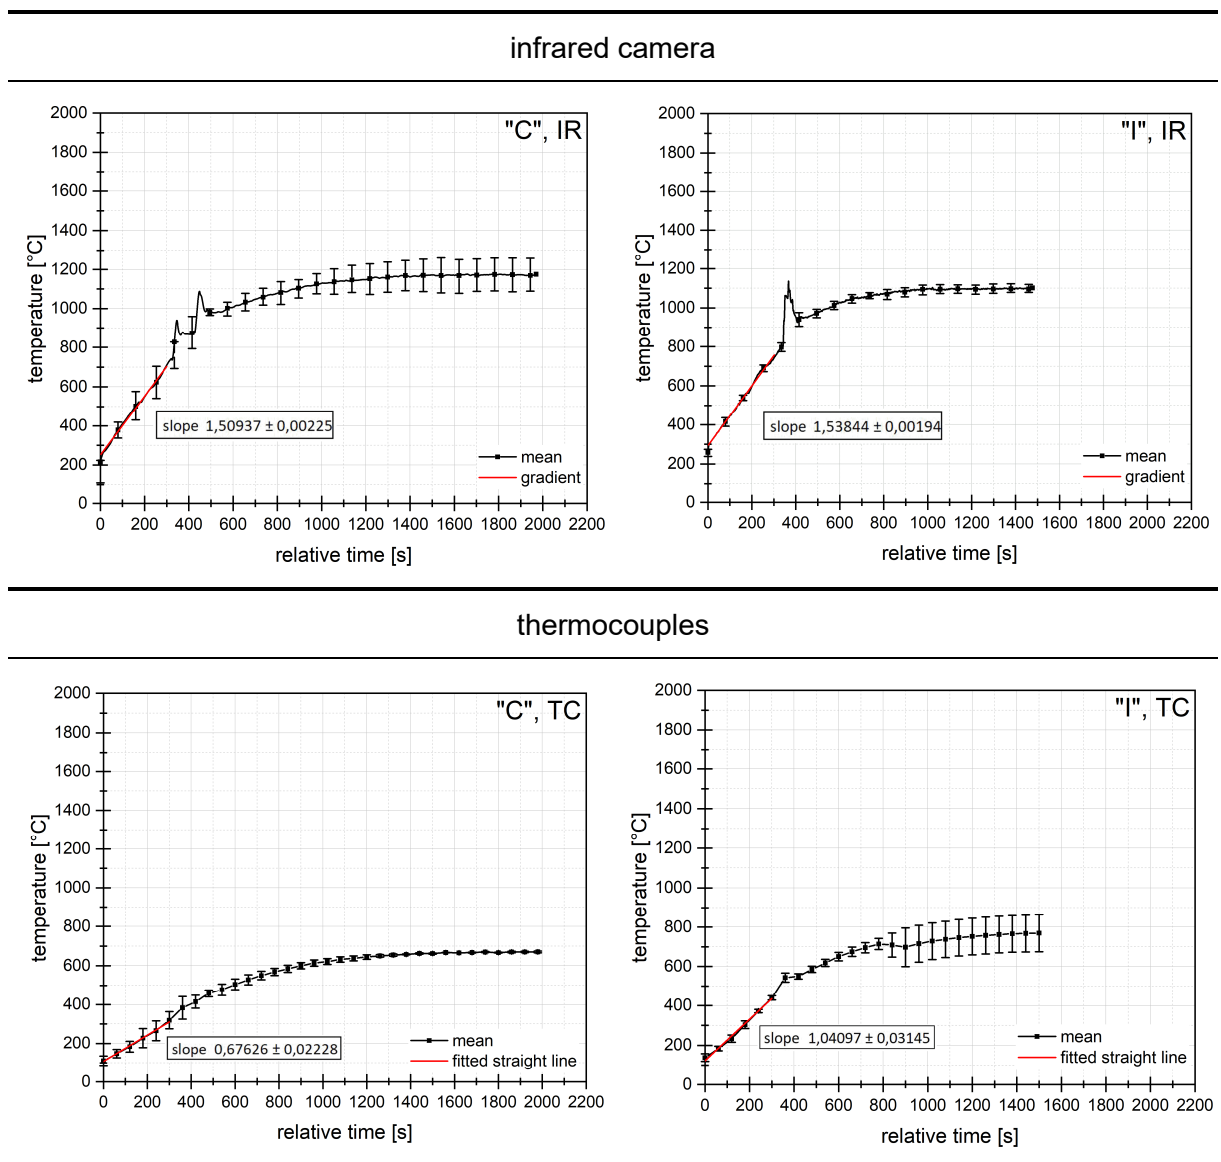 infrared camera
"C", IR
2000
1800
1600
1400
1200
1000
800
600
400
200
0
temperature [°C]
slope 1,50937 ± 0,00225
mean
gradient
0 200 400 600 800 1000 1200 1400 1600 1800 2000 2200
relative time [s]
"I", IR
2000
1800
1600
1400
1200
1000
800
600
400
200
0
temperature [°C]
slope 1,53844 ± 0,00194
mean
gradient
0 200 400 600 800 1000 1200 1400 1600 1800 2000 2200
relative time [s]
thermocouples
"C", TC
2000
1800
1600
1400
1200
1000
800
600
400
200
0
temperature [°C]
slope 0,67626 ± 0,02228
mean
fitted straight line
0 200 400 600 800 1000 1200 1400 1600 1800 2000 2200
relative time [s]
"I", TC
2000
1800
1600
1400
1200
1000
800
600
400
200
0
temperature [°C]
slope 1,04097 ± 0,03145
mean
fitted straight line
0 200 400 600 800 1000 1200 1400 1600 1800 2000 2200
relative time [s]